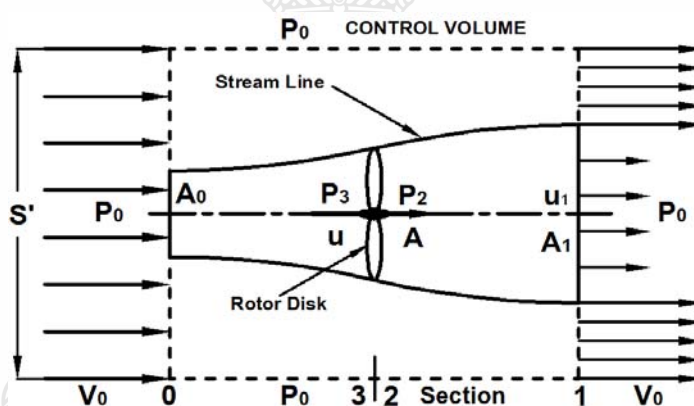 P₀ CONTROL VOLUME
Stream Line
A₀ P₃ P₂ u₁
S' P₀ P₀
u A A₁
Rotor Disk
V₀ 0 P₀ 3 2 Section 1 V₀